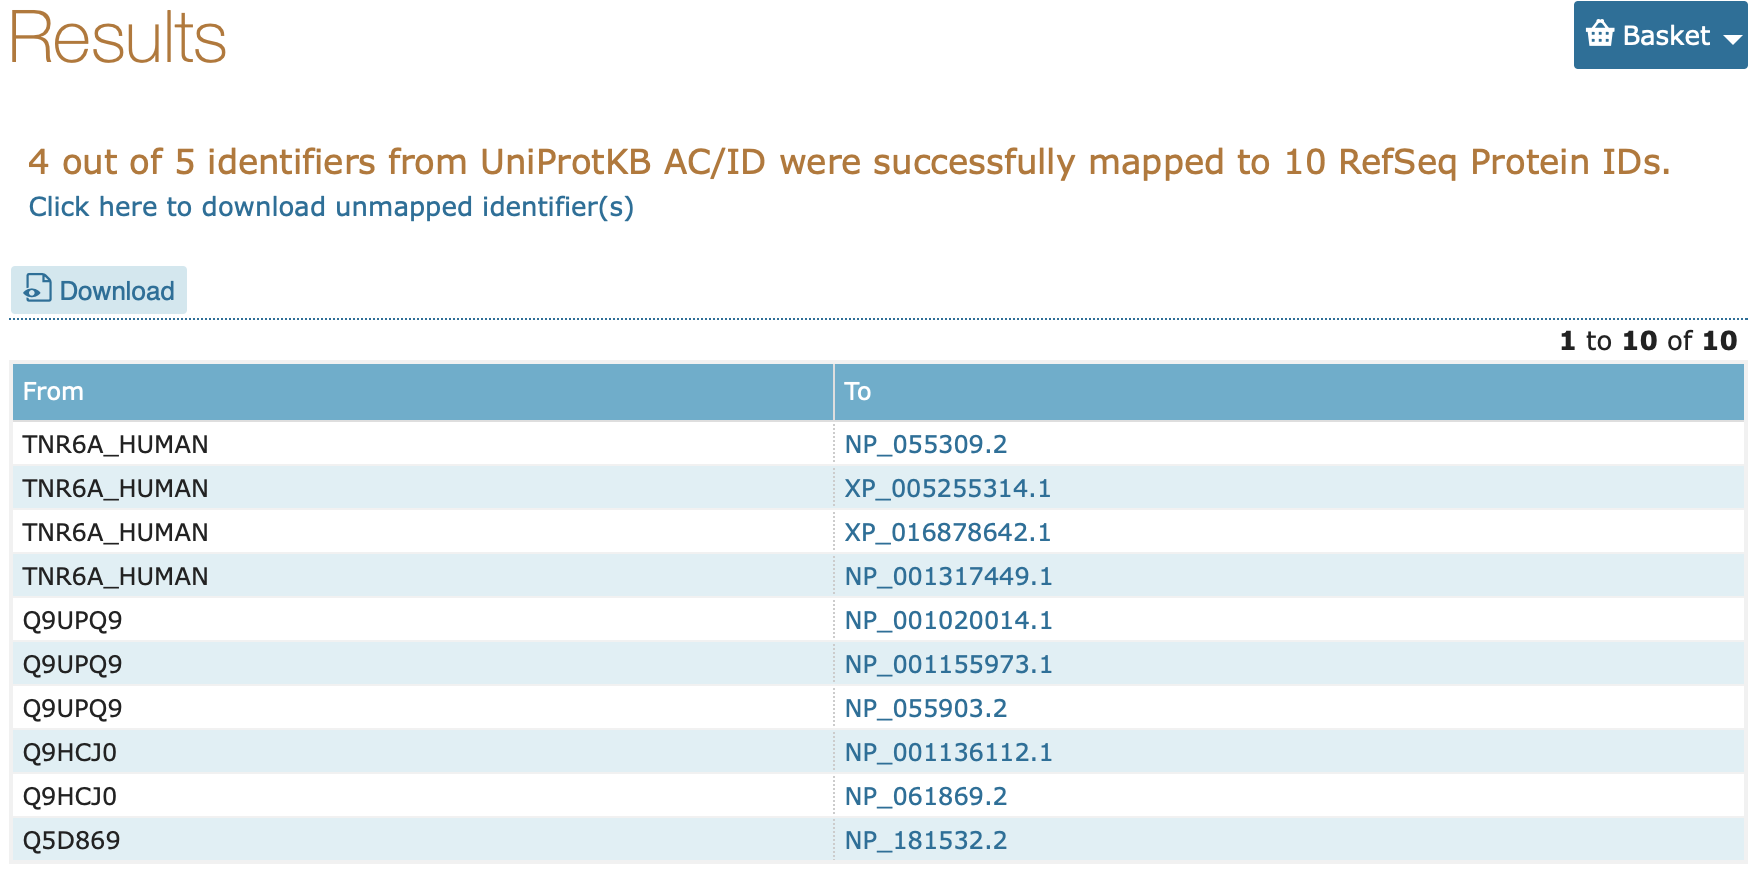 Results
Basket
4 out of 5 identifiers from UniProtKB AC/ID were successfully mapped to 10 RefSeq Protein IDs.
Click here to download unmapped identifier(s)
Download
1 to 10 of 10
From To
TNR6A_HUMAN NP_055309.2
TNR6A_HUMAN XP_005255314.1
TNR6A_HUMAN XP_016878642.1
TNR6A_HUMAN NP_001317449.1
Q9UPQ9 NP_001020014.1
Q9UPQ9 NP_001155973.1
Q9UPQ9 NP_055903.2
Q9HCJ0 NP_001136112.1
Q9HCJ0 NP_061869.2
Q5D869 NP_181532.2